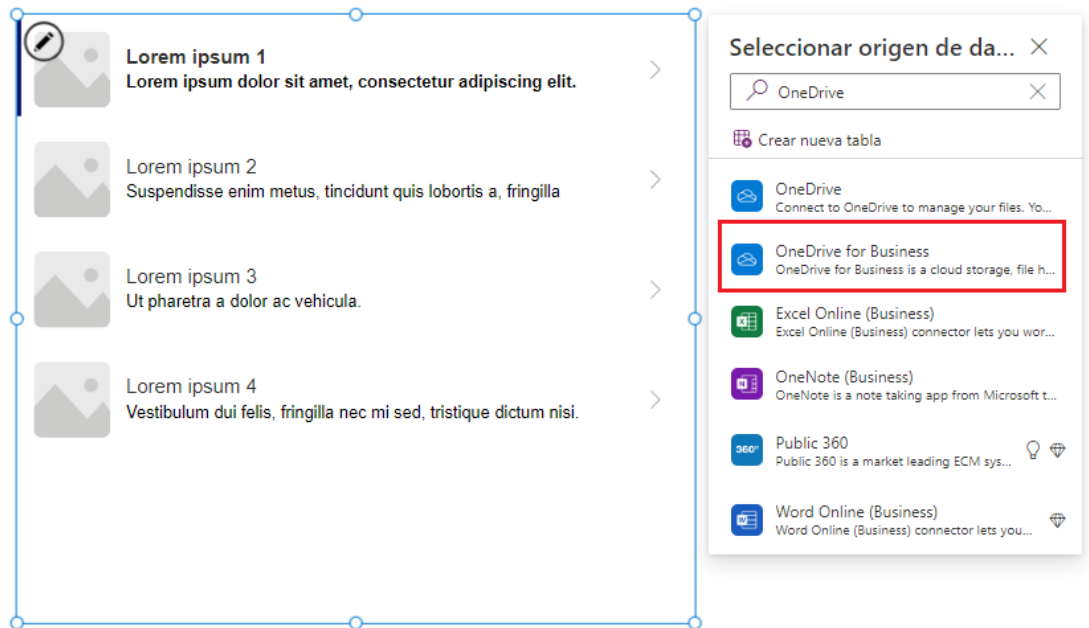 Lorem ipsum 1
Lorem ipsum dolor sit amet, consectetur adipiscing elit.
Lorem ipsum 2
Suspendisse enim metus, tincidunt quis lobortis a, fringilla
Lorem ipsum 3
Ut pharetra a dolor ac vehicula.
Lorem ipsum 4
Vestibulum dui felis, fringilla nec mi sed, tristique dictum nisi.
Seleccionar origen de da...
OneDrive
Crear nueva tabla
OneDrive
Connect to OneDrive to manage your files. Yo...
OneDrive for Business
OneDrive for Business is a cloud storage, file h...
Excel Online (Business)
Excel Online (Business) connector lets you wor...
OneNote (Business)
OneNote is a note taking app from Microsoft t...
360°
Public 360
Public 360 is a market leading ECM sys...
Word Online (Business)
Word Online (Business) connector lets you...